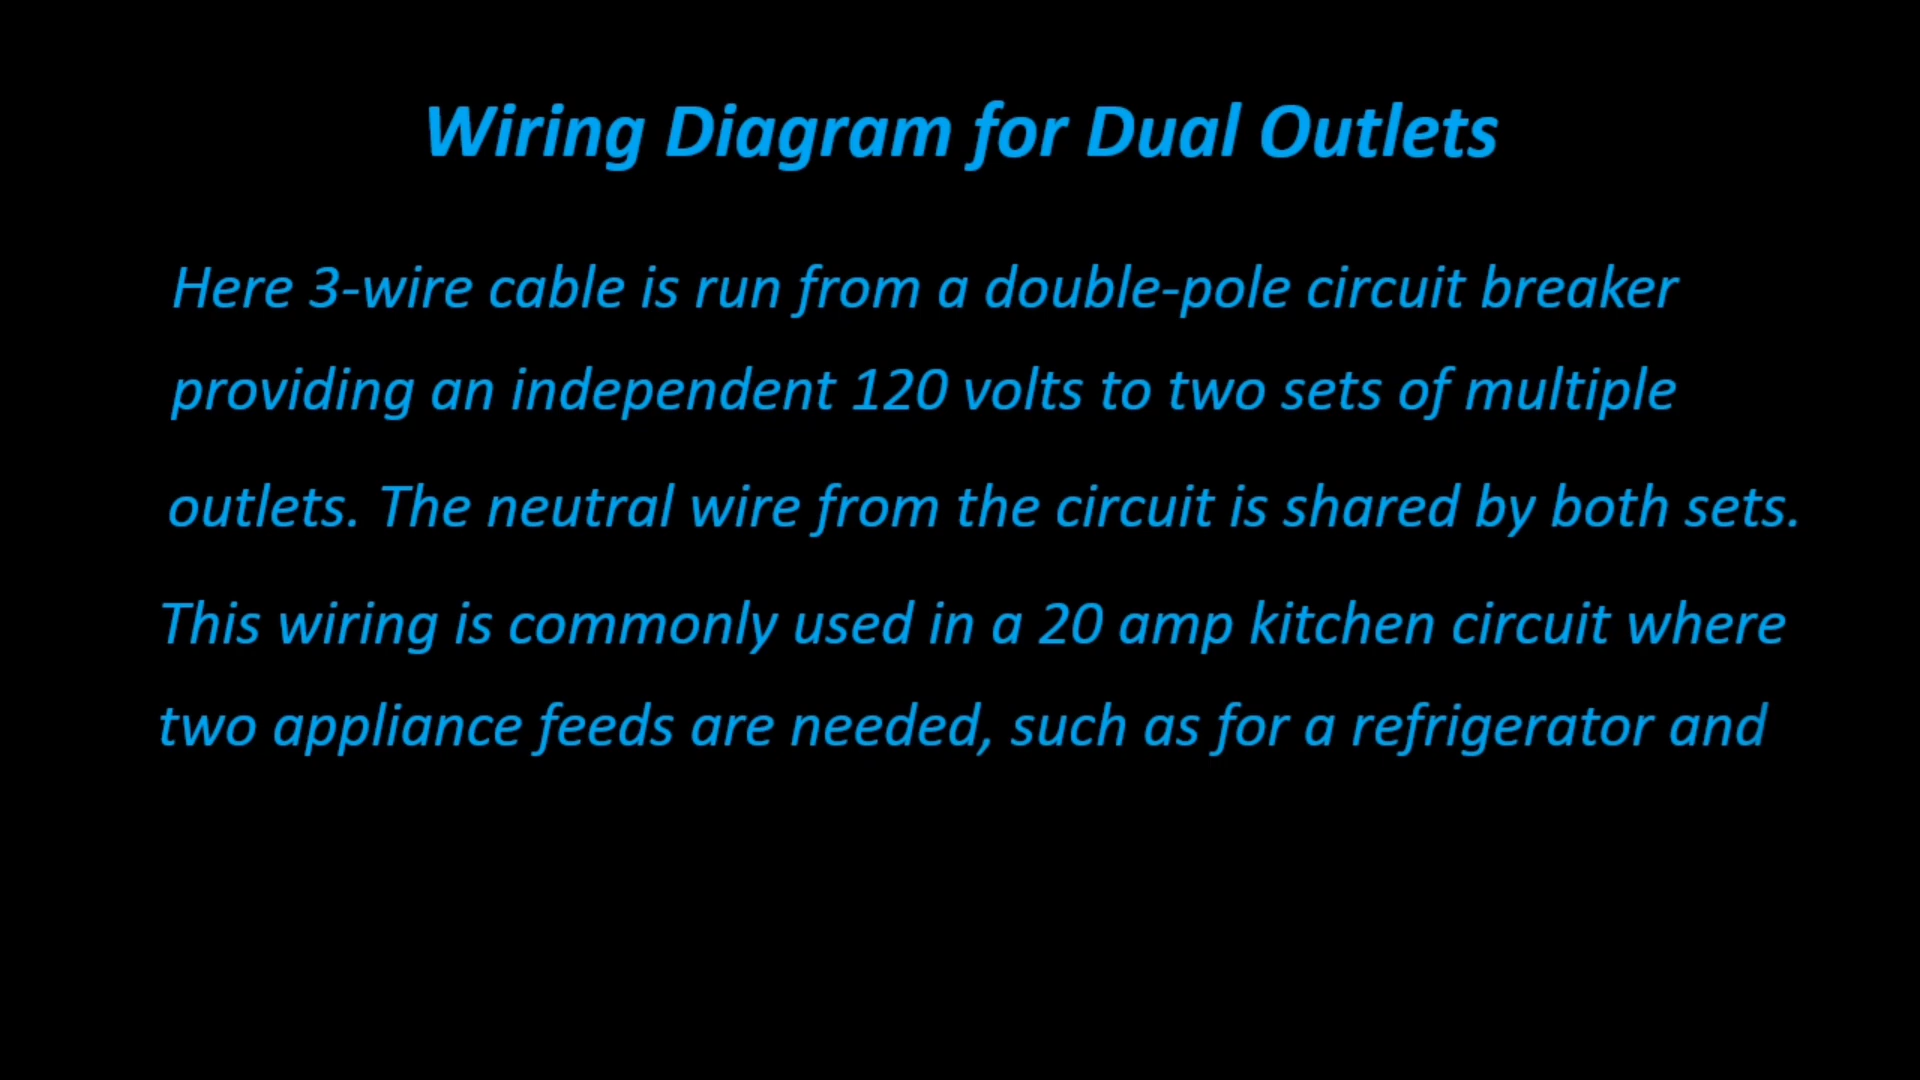 Wiring Diagram for Dual Outlets
Here 3-wire cable is run from a double-pole circuit breaker
providing an independent 120 volts to two sets of multiple
outlets. The neutral wire from the circuit is shared by both sets.
This wiring is commonly used in a 20 amp kitchen circuit where
two appliance feeds are needed, such as for a refrigerator and